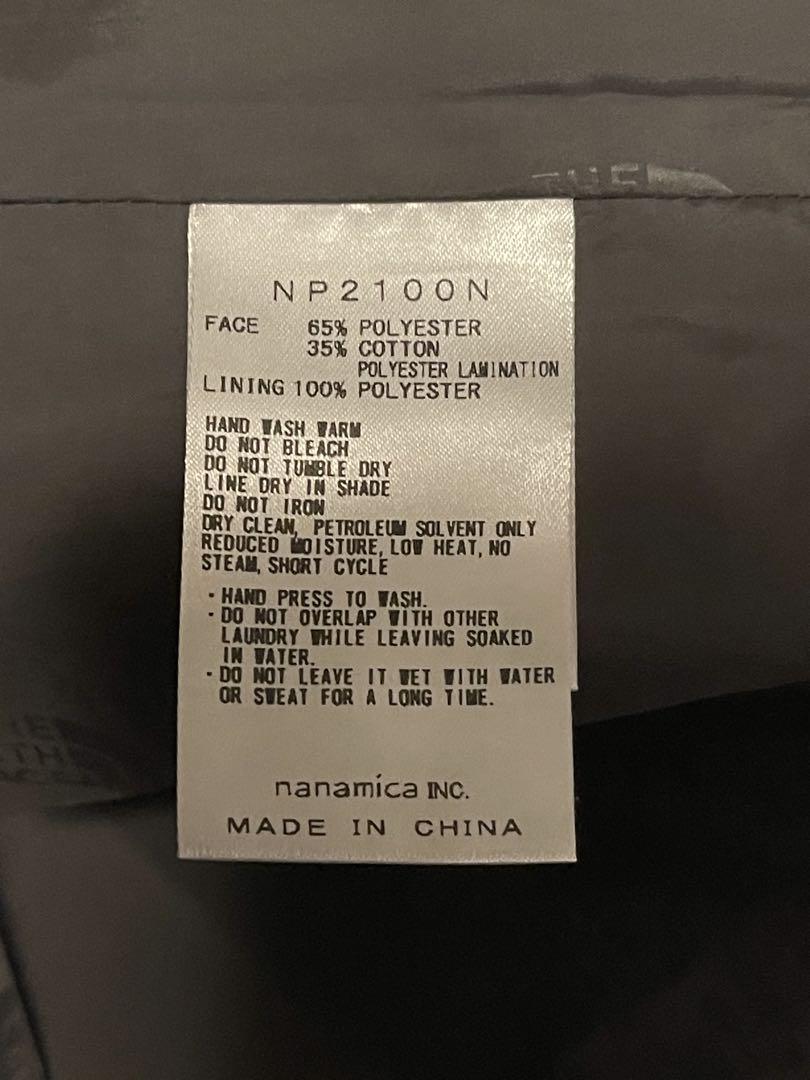 NP2100N
FACE 65% POLYESTER
35% COTTON
POLYESTER LAMINATION
LINING 100% POLYESTER
HAND WASH WARM
DO NOT BLEACH
DO NOT TUMBLE DRY
LINE DRY IN SHADE
DO NOT IRON
DRY CLEAN, PETROLEUM SOLVENT ONLY
REDUCED MOISTURE, LOW HEAT, NO
STEAM, SHORT CYCLE
· HAND PRESS TO WASH.
· DO NOT OVERLAP WITH OTHER
LAUNDRY WHILE LEAVING SOAKED
IN WATER.
· DO NOT LEAVE IT WET WITH WATER
OR SWEAT FOR A LONG TIME.
nanamica INC.
MADE IN CHINA